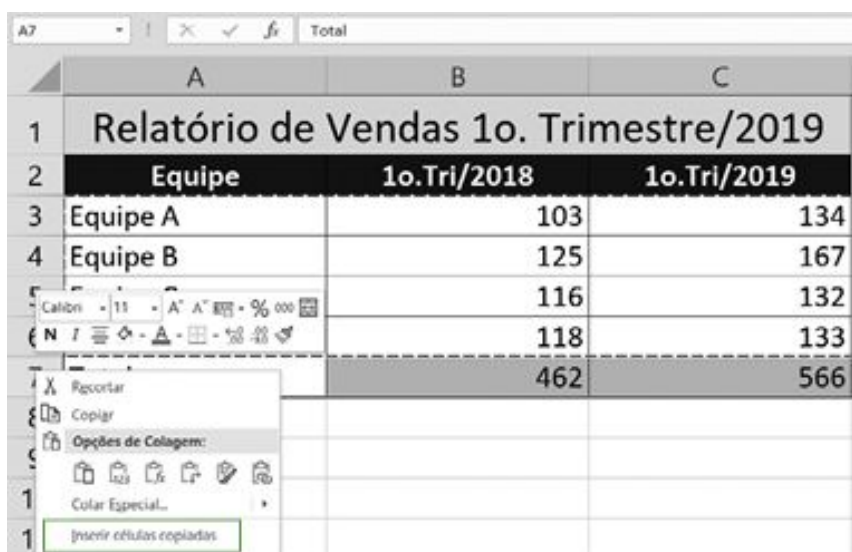 A7 fx Total
A B C
1 Relatório de Vendas 1o. Trimestre/2019
2 Equipe 1o.Tri/2018 1o.Tri/2019
3 Equipe A 103 134
4 Equipe B 125 167
116 132
Calibri 11 A A % 000
N I A
118 133
462 566
Recortar
Copiar
Opções de Colagem:
Colar Especial...
Inserir células copiadas